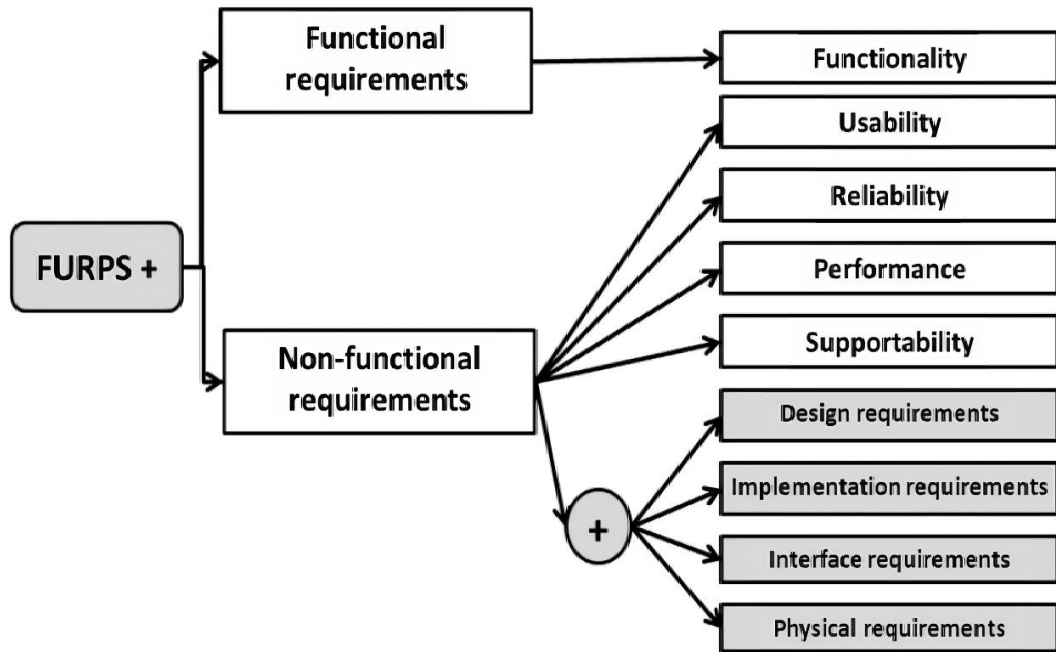 Functional
requirements
Functionality
Usability
Reliability
FURPS +
Performance
Supportability
Non-functional
requirements
Design requirements
Implementation requirements
+
Interface requirements
Physical requirements